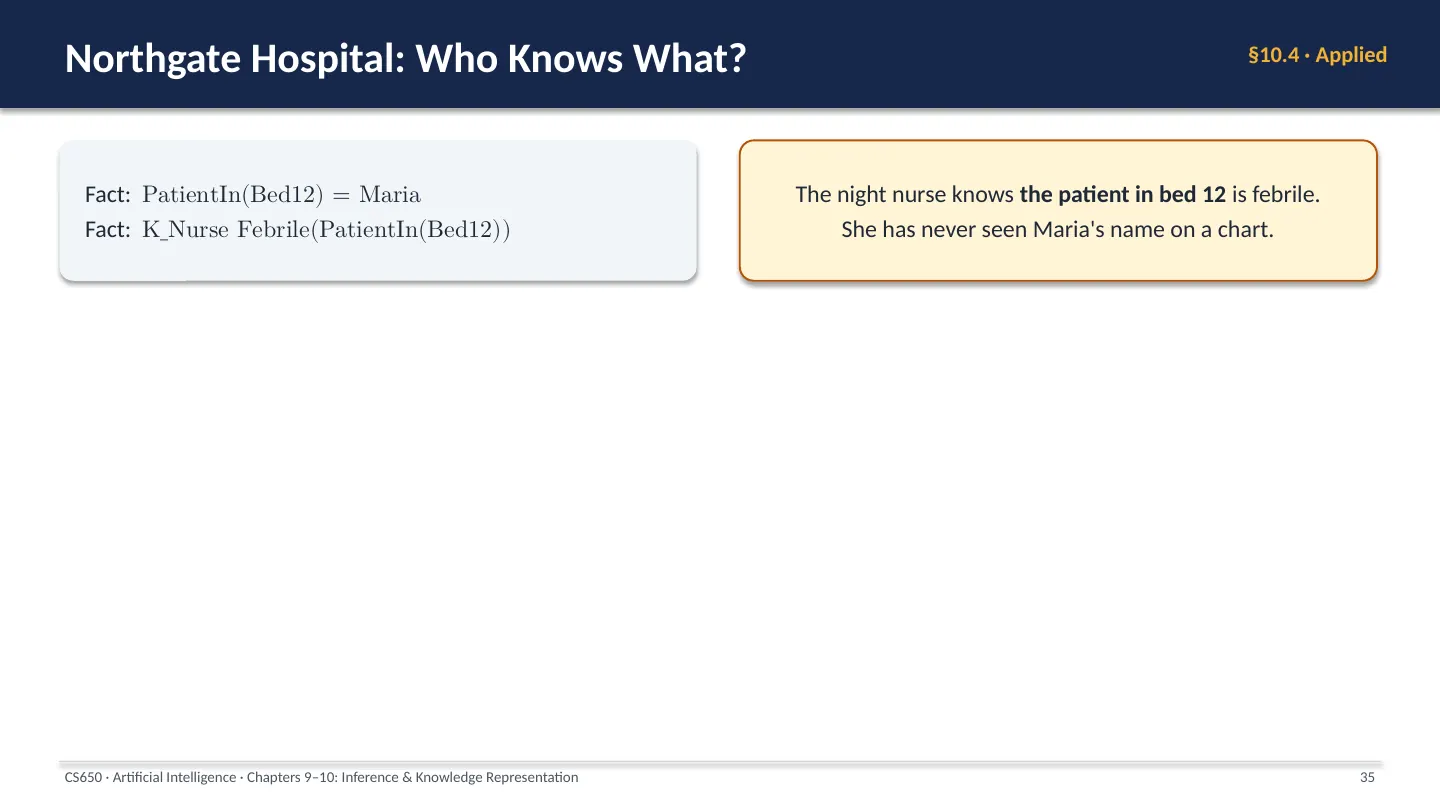 Northgate Hospital: Who Knows What?
§10.4 · Applied
Fact: PatientIn(Bed12) = Maria
Fact: K_Nurse Febrile(PatientIn(Bed12))
The night nurse knows the patient in bed 12 is febrile.
She has never seen Maria's name on a chart.
CS650 · Artificial Intelligence · Chapters 9–10: Inference & Knowledge Representation
35